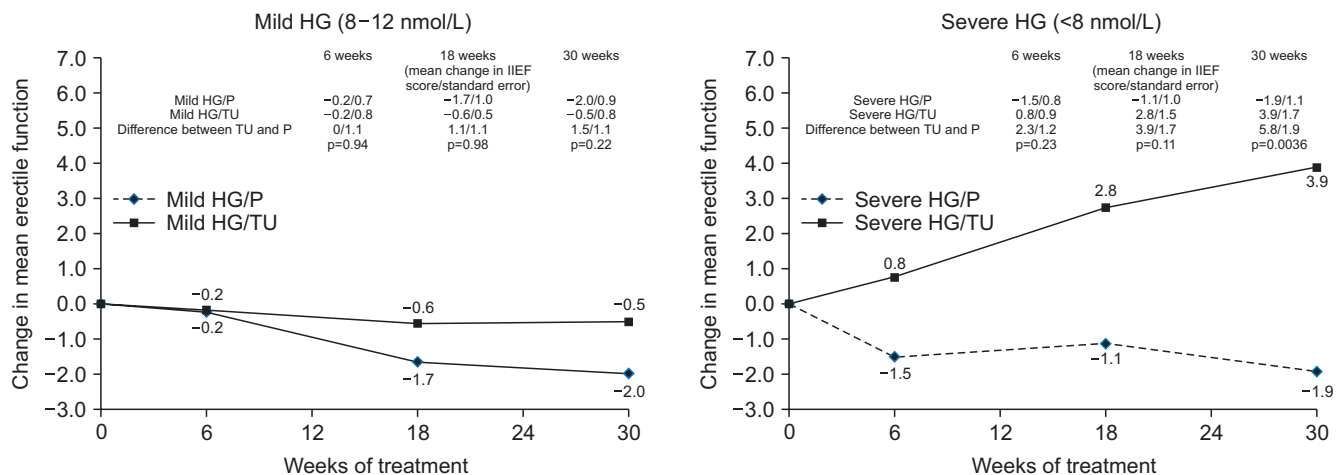 Mild HG (8−12 nmol/L)
7.0
6.0
5.0
4.0
3.0
2.0
1.0
0.0
−1.0
−2.0
−3.0
Change in mean erectile function
6 weeks 18 weeks 30 weeks
(mean change in IIEF
score/standard error)
Mild HG/P −0.2/0.7 −1.7/1.0 −2.0/0.9
Mild HG/TU −0.2/0.8 −0.6/0.5 −0.5/0.8
Difference between TU and P 0/1.1 1.1/1.1 1.5/1.1
p=0.94 p=0.98 p=0.22
Mild HG/P
Mild HG/TU
−0.2
−0.2
−0.6
−1.7
−0.5
−2.0
0 6 12 18 24 30
Weeks of treatment
Severe HG (<8 nmol/L)
7.0
6.0
5.0
4.0
3.0
2.0
1.0
0.0
−1.0
−2.0
−3.0
Change in mean erectile function
6 weeks 18 weeks 30 weeks
(mean change in IIEF
score/standard error)
Severe HG/P −1.5/0.8 −1.1/1.0 −1.9/1.1
Severe HG/TU 0.8/0.9 2.8/1.5 3.9/1.7
Difference between TU and P 2.3/1.2 3.9/1.7 5.8/1.9
p=0.23 p=0.11 p=0.0036
Severe HG/P
Severe HG/TU
0.8
2.8
3.9
−1.5
−1.1
−1.9
0 6 12 18 24 30
Weeks of treatment